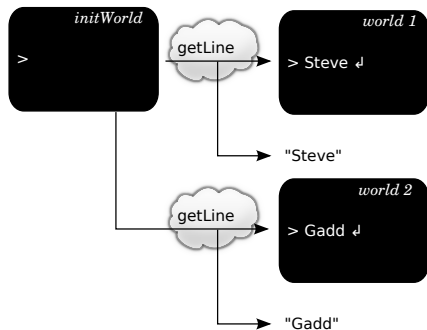 initWorld
>
getLine
world 1
> Steve ↲
"Steve"
getLine
world 2
> Gadd ↲
"Gadd"